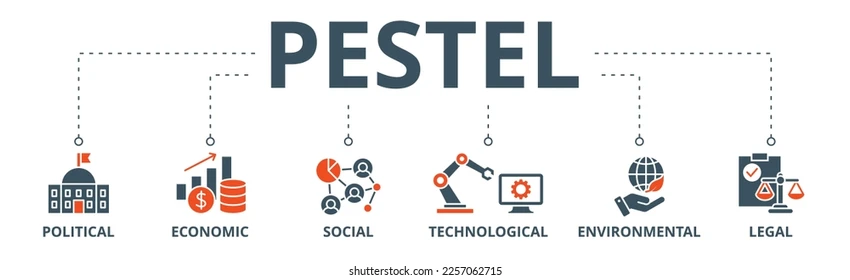 PESTEL
POLITICAL
ECONOMIC
SOCIAL
TECHNOLOGICAL
ENVIRONMENTAL
LEGAL
shutterstock.com · 2257062715